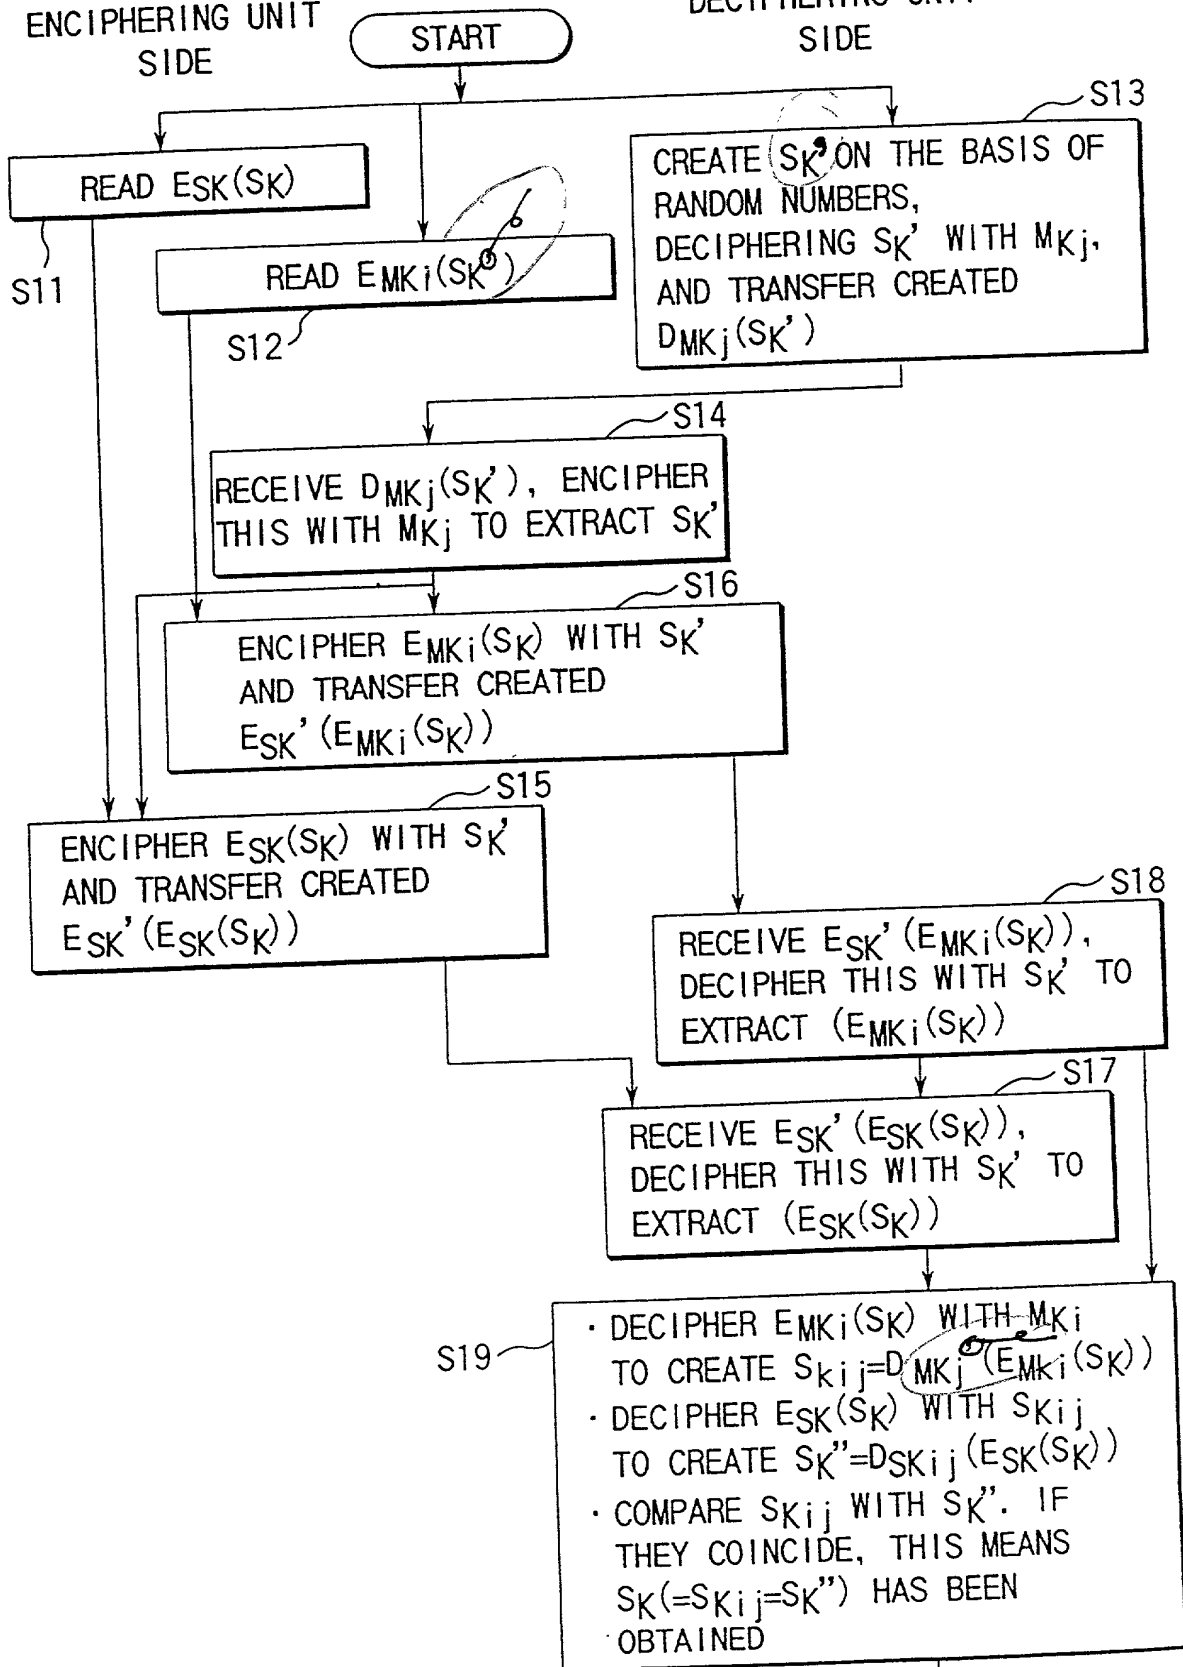 ENCIPHERING UNIT
SIDE
START
DECIPHERING UNIT
SIDE
S13
READ ESK(SK)
S11
READ EMKi(SK')
S12
CREATE SK' ON THE BASIS OF
RANDOM NUMBERS,
DECIPHERING SK' WITH MKj,
AND TRANSFER CREATED
DMKj(SK')
S14
RECEIVE DMKj(SK'), ENCIPHER
THIS WITH MKj TO EXTRACT SK'
S16
ENCIPHER EMKi(SK) WITH SK'
AND TRANSFER CREATED
ESK'(EMKi(SK))
S15
ENCIPHER ESK(SK) WITH SK'
AND TRANSFER CREATED
ESK'(ESK(SK))
S18
RECEIVE ESK'(EMKi(SK)),
DECIPHER THIS WITH SK' TO
EXTRACT (EMKi(SK))
S17
RECEIVE ESK'(ESK(SK)),
DECIPHER THIS WITH SK' TO
EXTRACT (ESK(SK))
S19
· DECIPHER EMKi(SK) WITH MKi
TO CREATE Skij=DMKj(EMki(SK))
· DECIPHER ESK(SK) WITH SKij
TO CREATE SK"=DSKij(ESK(SK))
· COMPARE SKij WITH SK". IF
THEY COINCIDE, THIS MEANS
SK(=SKij=SK") HAS BEEN
OBTAINED